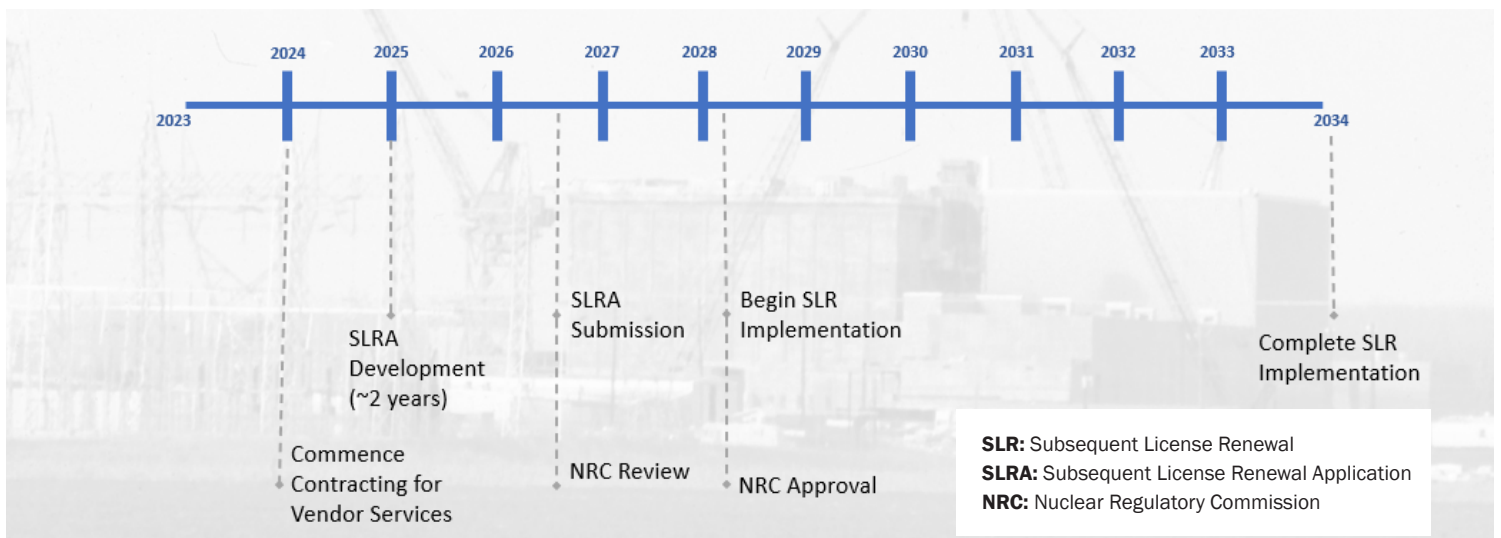 2024
2025
2026
2027
2028
2029
2030
2031
2032
2033
2023
2034
SLRA
Development
(~2 years)
Commence
Contracting for
Vendor Services
SLRA
Submission
NRC Review
Begin SLR
Implementation
NRC Approval
Complete SLR
Implementation
SLR: Subsequent License Renewal
SLRA: Subsequent License Renewal Application
NRC: Nuclear Regulatory Commission